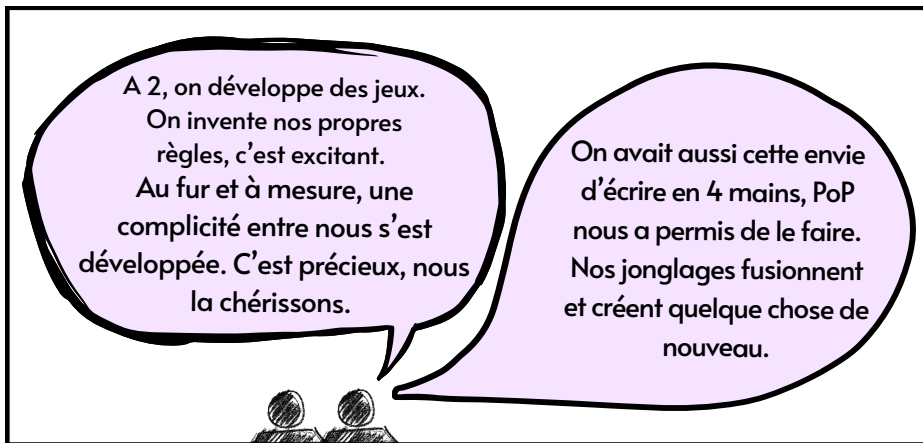 A 2, on développe des jeux.
On invente nos propres
règles, c’est excitant.
Au fur et à mesure, une
complicité entre nous s’est
développée. C’est précieux, nous
la chérissons.
On avait aussi cette envie
d’écrire en 4 mains, PoP
nous a permis de le faire.
Nos jonglages fusionnent
et créent quelque chose de
nouveau.